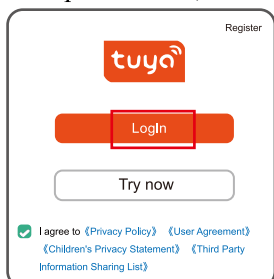 Register
tuya
LogIn
Try now
I agree to《Privacy Policy》 《User Agreement》
《Children's Privacy Statement》 《Third Party
Information Sharing List》